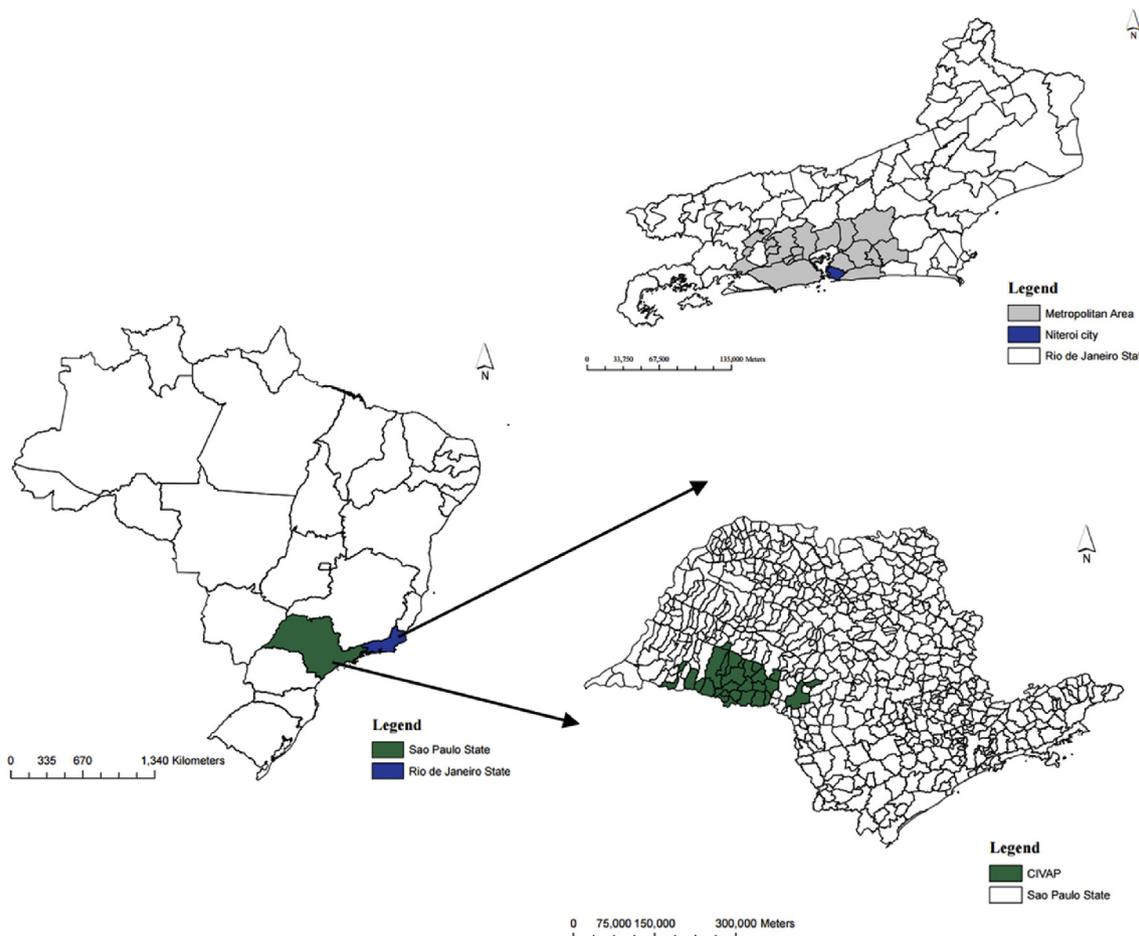 N
Legend
Metropolitan Area
Niteroi city
Rio de Janeiro Stat
0 33,750 67,500 135,000 Meters
N
Legend
Sao Paulo State
Rio de Janeiro State
0 335 670 1,340 Kilometers
N
Legend
CIVAP
Sao Paulo State
0 75,000 150,000 300,000 Meters